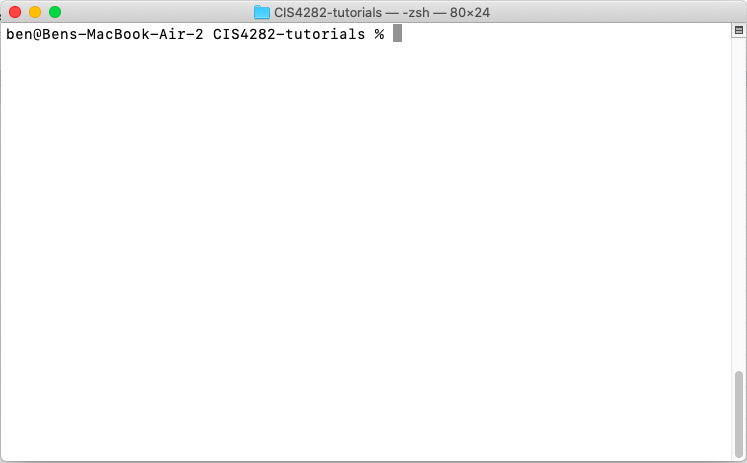 CIS4282-tutorials — -zsh — 80×24
ben@Bens-MacBook-Air-2 CIS4282-tutorials %